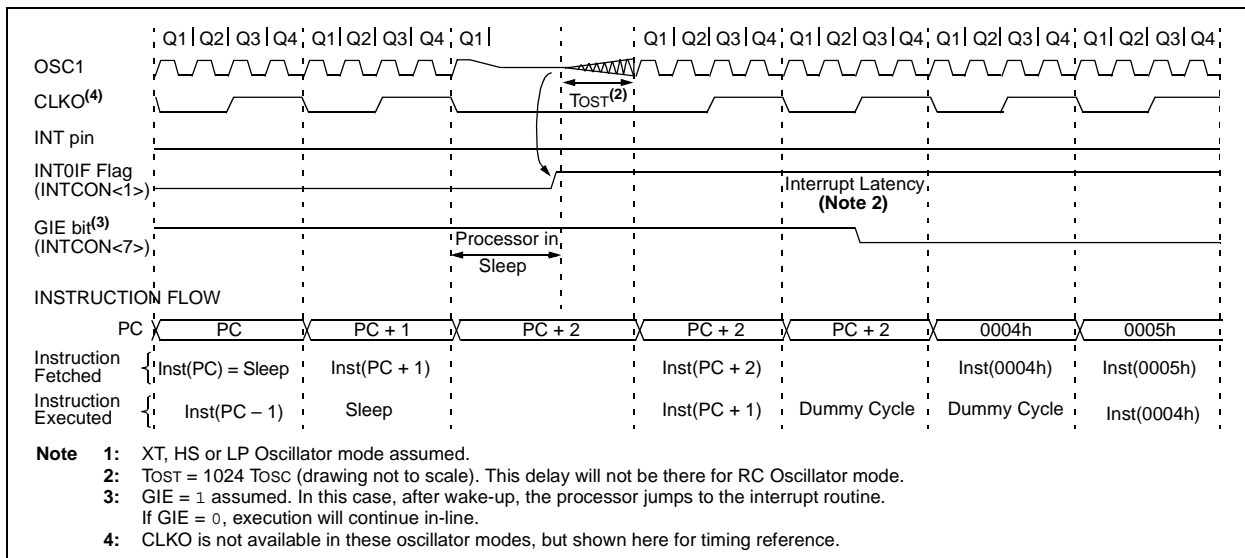 Q1 Q2 Q3 Q4 Q1 Q2 Q3 Q4 Q1 Q1 Q2 Q3 Q4 Q1 Q2 Q3 Q4 Q1 Q2 Q3 Q4 Q1 Q2 Q3 Q4
OSC1
CLKO(4)
TOST(2)
INT pin
INT0IF Flag
(INTCON<1>)
Interrupt Latency
(Note 2)
GIE bit(3)
(INTCON<7>)
Processor in
Sleep
INSTRUCTION FLOW
PC PC PC + 1 PC + 2 PC + 2 PC + 2 0004h 0005h
Instruction
Fetched
Inst(PC) = Sleep Inst(PC + 1) Inst(PC + 2) Inst(0004h) Inst(0005h)
Instruction
Executed
Inst(PC – 1) Sleep Inst(PC + 1) Dummy Cycle Dummy Cycle Inst(0004h)
Note 1: XT, HS or LP Oscillator mode assumed.
2: TOST = 1024 TOSC (drawing not to scale). This delay will not be there for RC Oscillator mode.
3: GIE = 1 assumed. In this case, after wake-up, the processor jumps to the interrupt routine.
If GIE = 0, execution will continue in-line.
4: CLKO is not available in these oscillator modes, but shown here for timing reference.